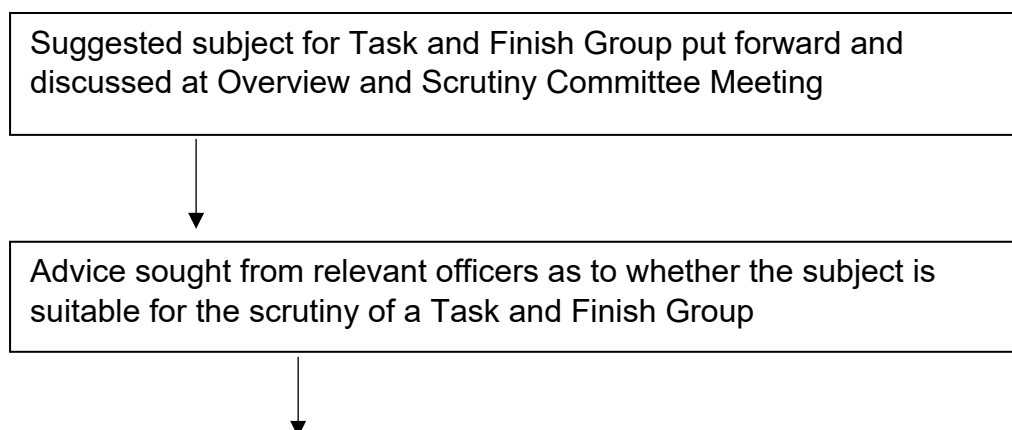 Suggested subject for Task and Finish Group put forward and
discussed at Overview and Scrutiny Committee Meeting
Advice sought from relevant officers as to whether the subject is
suitable for the scrutiny of a Task and Finish Group